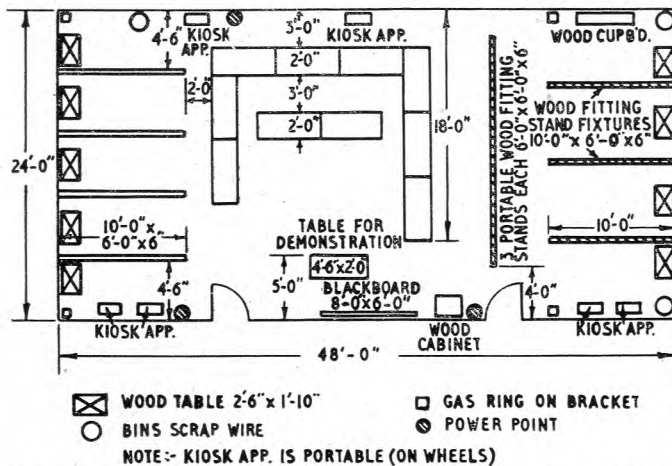 4'-6"
KIOSK
APP.
3'-0"
KIOSK APP.
WOOD CUPB'D.
2'-0"
2'-0"
3'-0"
2'-0"
18'-0"
3 PORTABLE WOOD FITTING
STANDS EACH 6'-0"x6'-0"x6"
WOOD FITTING
STAND FIXTURES
10'-0" x 6'-0" x 6"
24'-0"
10'-0" x
6'-0" x 6"
10'-0"
TABLE FOR
DEMONSTRATION
4'-6"x2'-0"
4'-6"
5'-0"
BLACKBOARD
8'-0"x6'-0"
4'-0"
KIOSK APP.
WOOD
CABINET
KIOSK APP.
48'-0"
WOOD TABLE 2'-6" x 1'-10"
GAS RING ON BRACKET
BINS SCRAP WIRE
POWER POINT
NOTE:- KIOSK APP. IS PORTABLE (ON WHEELS)